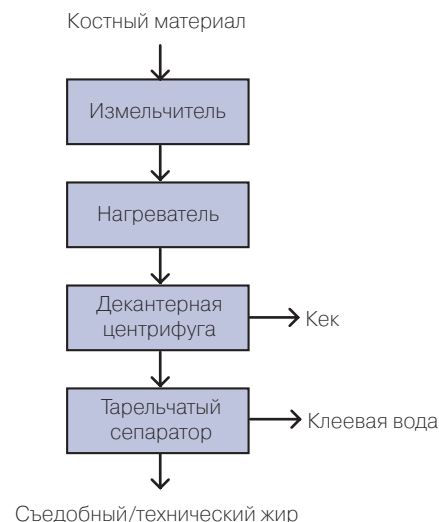 Костный материал
Измельчитель
Нагреватель
Декантерная
центрифуга
Кек
Тарельчатый
сепаратор
Клеевая вода
Съедобный/технический жир